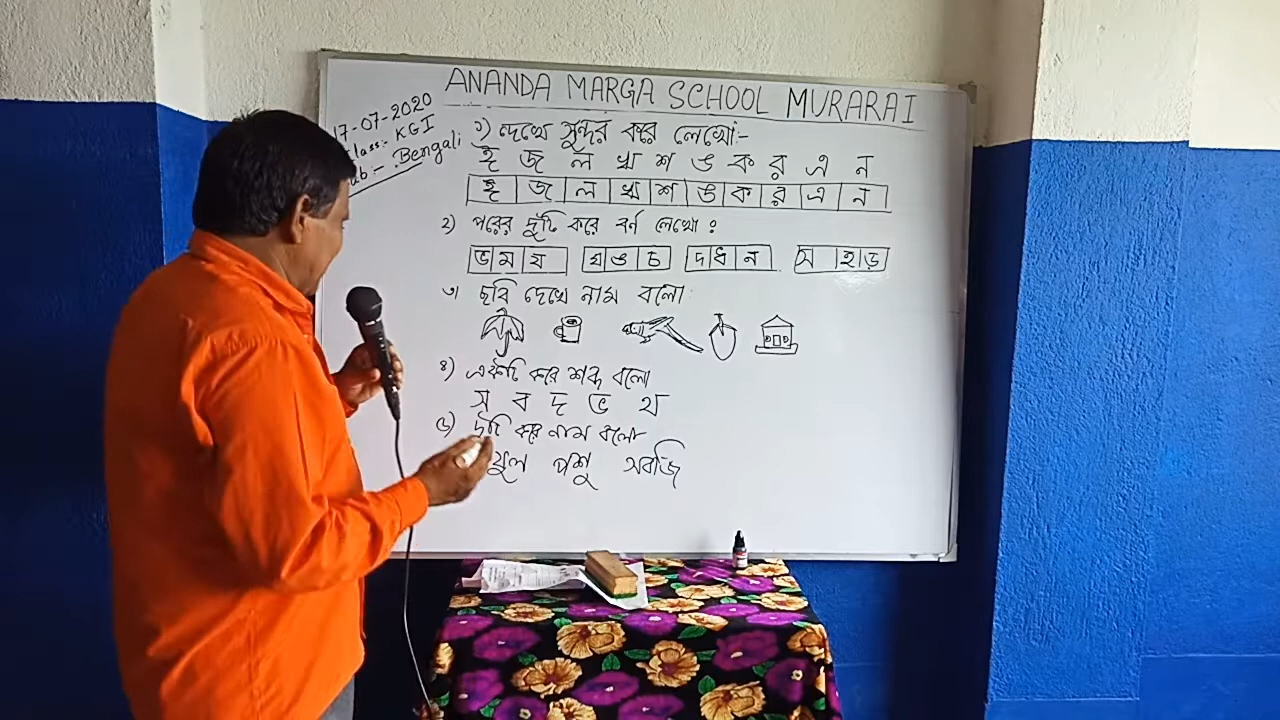 ANANDA MARGA SCHOOL MURARAI
17-07-2020
Class:- KGI
Sub:- Bengali
১) দেখে সুন্দর করে লেখো:-
ই জ ল ঋ শ ঙ ক র এ ন
ই জ ল ঋ শ ঙ ক র এ ন
২) পরের দুটি করে বর্ন লেখো :
ভ ম য ঘ ঙ চ দ ধ ন স হ ড়
৩। ছবি দেখে নাম বলো:
৪) একটি করে শব্দ বলো
স ব দ ভ থ
৫) দুটি করে নাম বলো-
ফুল পশু সবজি